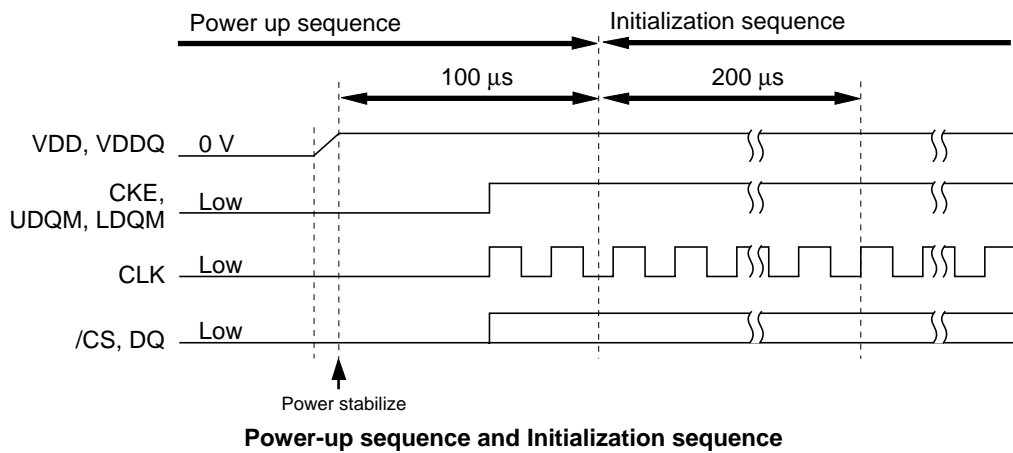 Power up sequence
Initialization sequence
100 μs
200 μs
VDD, VDDQ
0 V
CKE,
UDQM, LDQM
Low
CLK
Low
/CS, DQ
Low
Power stabilize
Power-up sequence and Initialization sequence